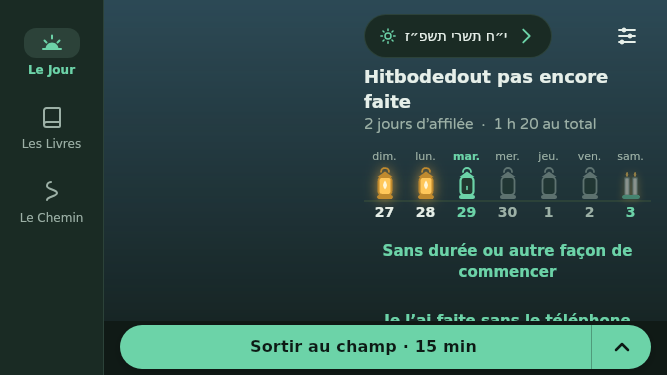 Le Jour
Les Livres
Le Chemin
י״ח תשרי תשפ״ז
Hitbodedout pas encore
faite
2 jours d’affilée · 1 h 20 au total
dim. lun. mar. mer. jeu. ven. sam.
27 28 29 30 1 2 3
Sans durée ou autre façon de
commencer
Je l’ai faite sans le téléphone
Sortir au champ · 15 min